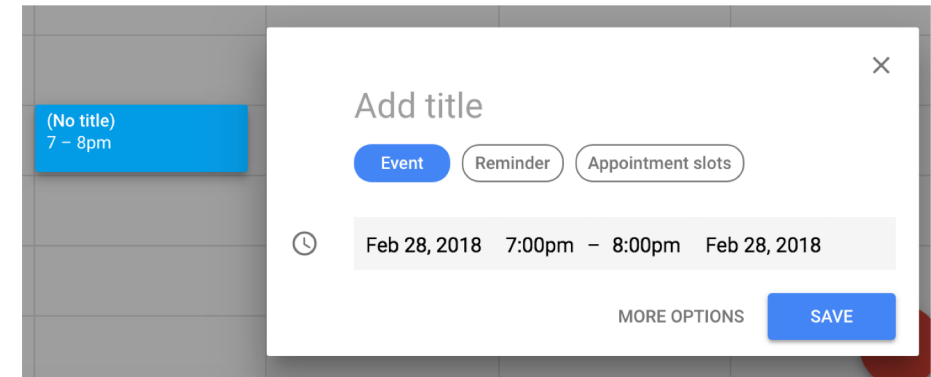 (No title)
7 – 8pm
Add title
Event Reminder Appointment slots
Feb 28, 2018 7:00pm – 8:00pm Feb 28, 2018
MORE OPTIONS SAVE